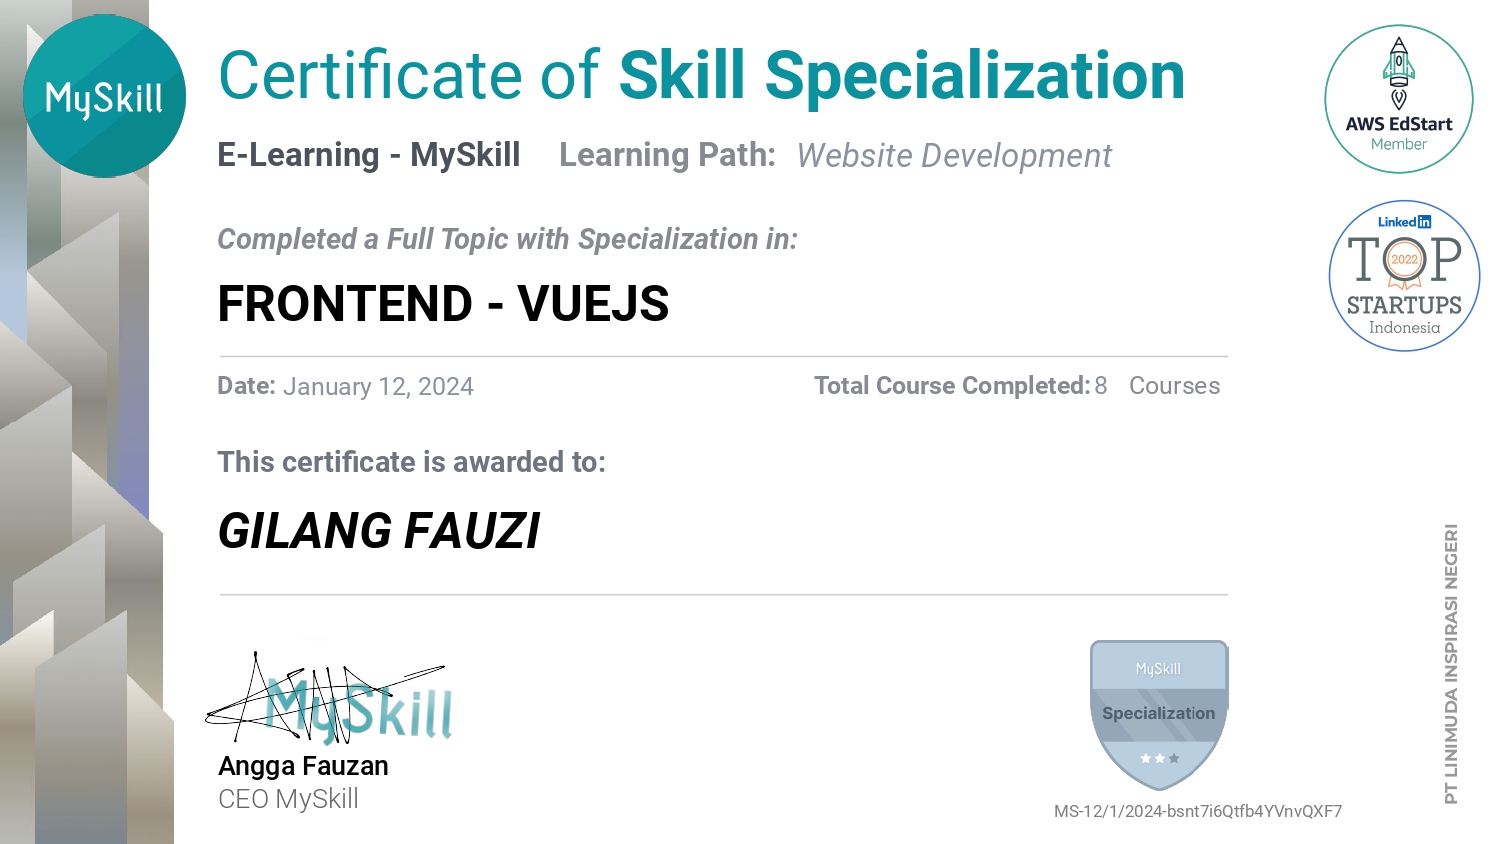 MySkill
Certificate of Skill Specialization
E-Learning - MySkill Learning Path: Website Development
Completed a Full Topic with Specialization in:
FRONTEND - VUEJS
Date: January 12, 2024 Total Course Completed: 8 Courses
This certificate is awarded to:
GILANG FAUZI
MySkill
Angga Fauzan
CEO MySkill
MySkill
Specialization
MS-12/1/2024-bsnt7i6Qtfb4YVnvQXF7
AWS EdStart
Member
Linked in
TOP
2022
STARTUPS
Indonesia
PT LINIMUDA INSPIRASI NEGERI